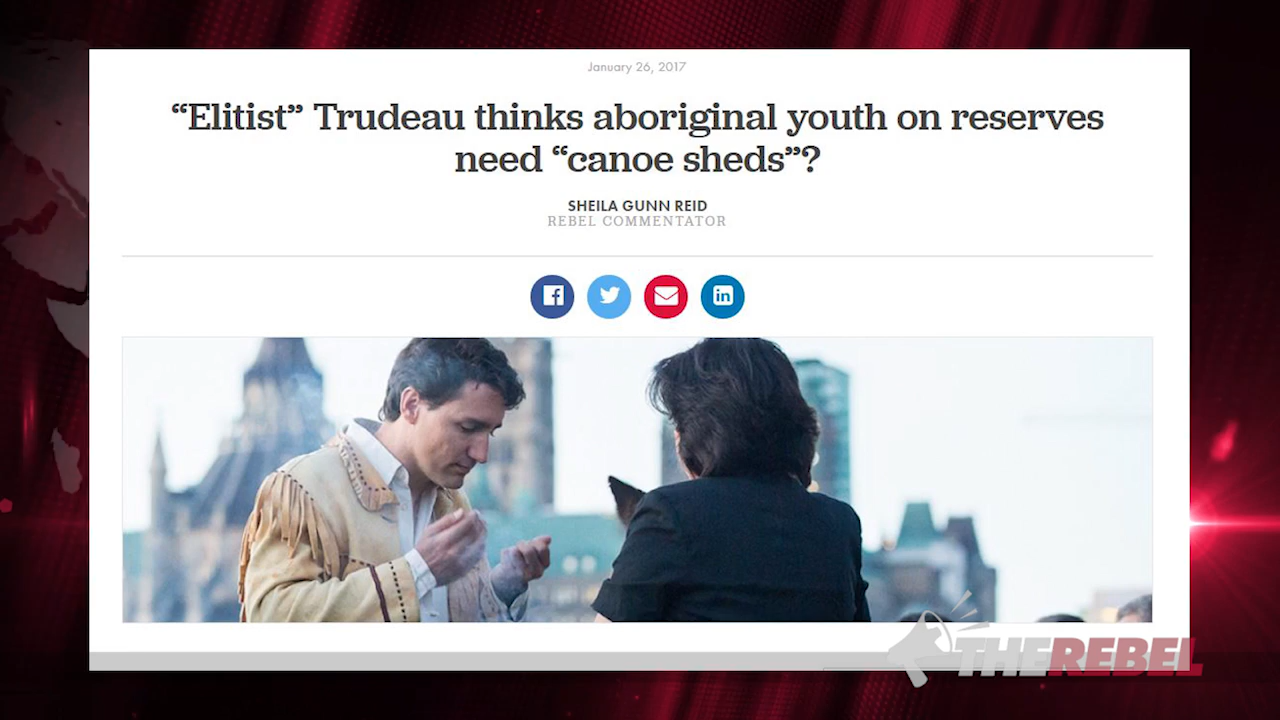 January 26, 2017
“Elitist” Trudeau thinks aboriginal youth on reserves
need “canoe sheds”?
SHEILA GUNN REID
REBEL COMMENTATOR
THEREBEL